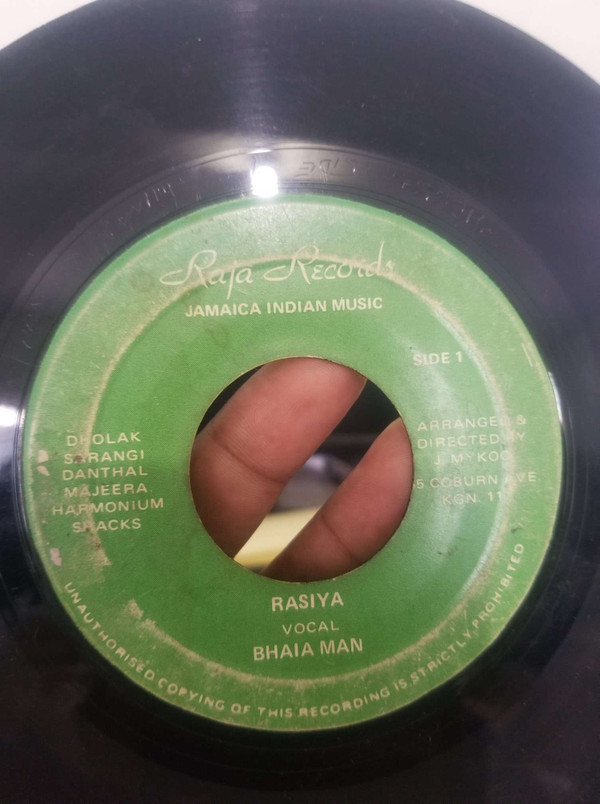 Raja Records
JAMAICA INDIAN MUSIC
SIDE 1
DHOLAK
SARANGI
DANTHAL
MAJEERA
HARMONIUM
SHACKS
ARRANGED &
DIRECTED BY
J. MYKOO
COBURN AVE
KGN. 11
RASIYA
VOCAL
BHAIA MAN
UNAUTHORISED COPYING OF THIS RECORDING IS STRICTLY PROHIBITED